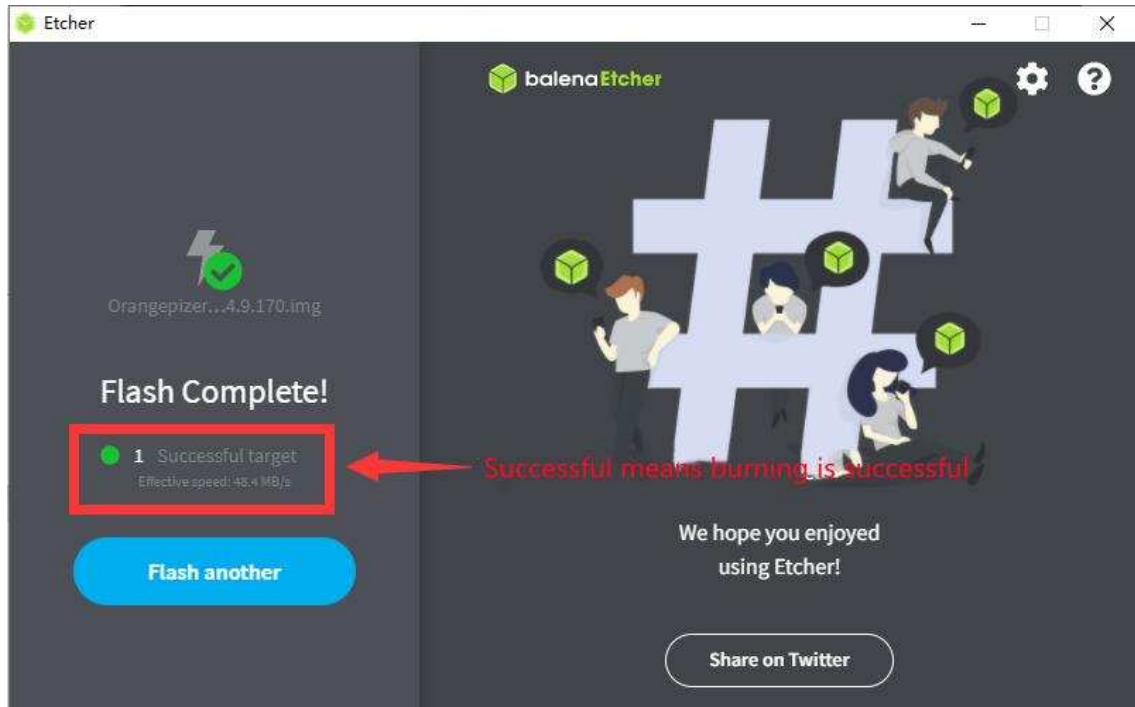 Etcher
balenaEtcher
Orangepizer...4.9.170.img
Flash Complete!
1 Successful target
Effective speed: 48.4 MB/s
Successful means burning is successful
Flash another
We hope you enjoyed
using Etcher!
Share on Twitter